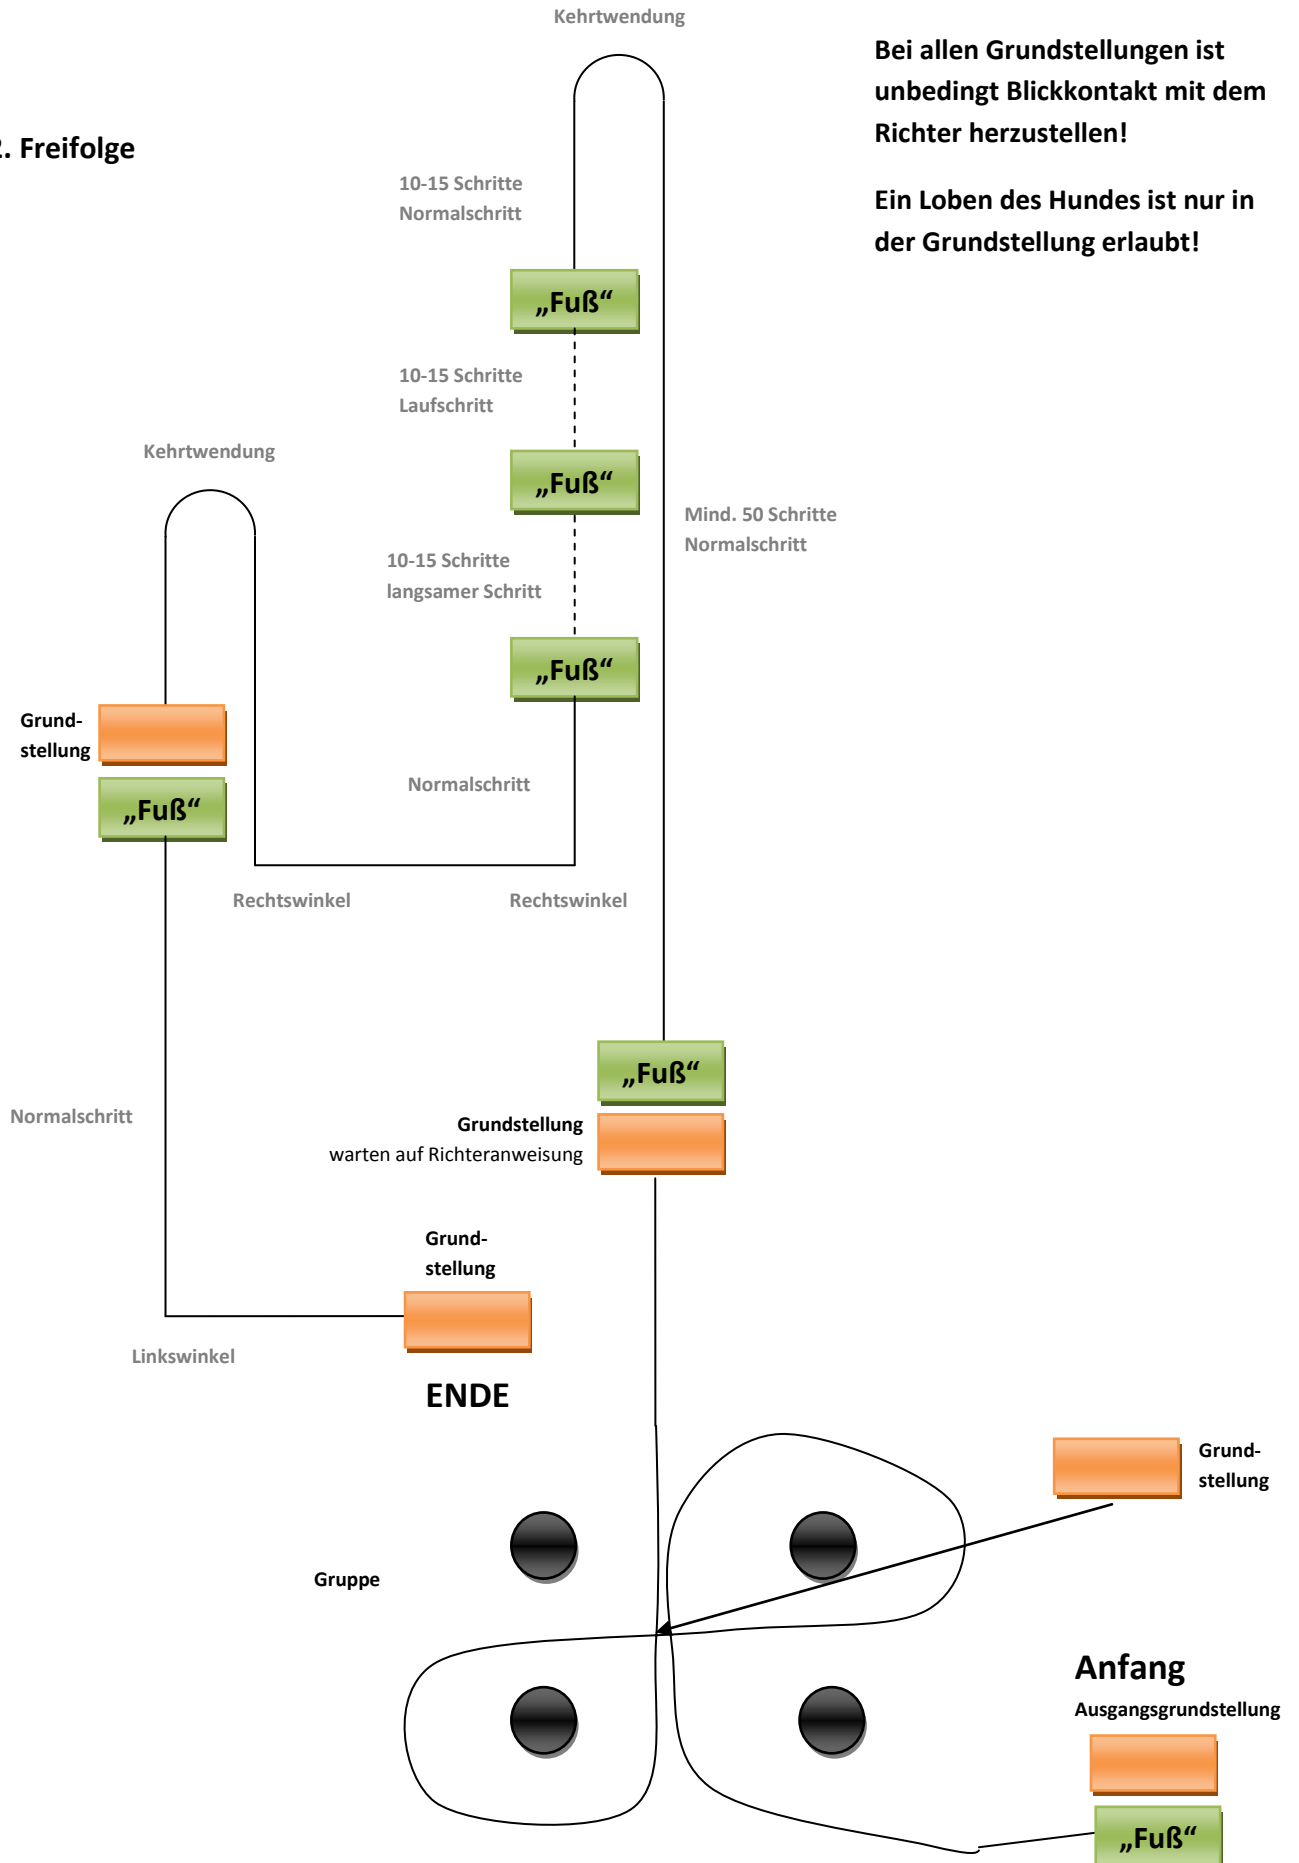 Kehrtwendung
Bei allen Grundstellungen ist
unbedingt Blickkontakt mit dem
Richter herzustellen!
2. Freifolge
10-15 Schritte
Normalschritt
Ein Loben des Hundes ist nur in
der Grundstellung erlaubt!
„Fuß“
10-15 Schritte
Laufschritt
Kehrtwendung
„Fuß“
Mind. 50 Schritte
Normalschritt
10-15 Schritte
langsamer Schritt
„Fuß“
Grund-
stellung
„Fuß“
Normalschritt
Rechtswinkel
Rechtswinkel
„Fuß“
Normalschritt
Grundstellung
warten auf Richteranweisung
Grund-
stellung
Linkswinkel
ENDE
Grund-
stellung
Gruppe
Anfang
Ausgangsgrundstellung
„Fuß“